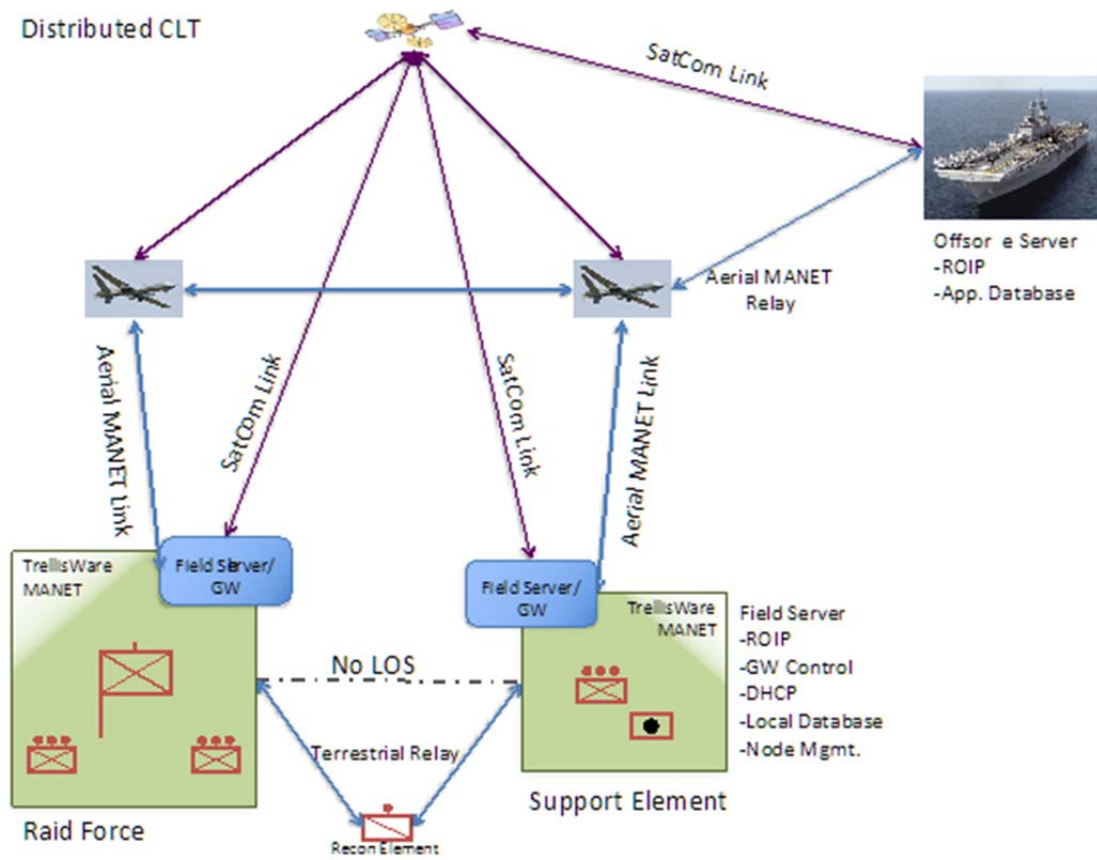 Distributed CLT
SatCom Link
Offsor e Server
-ROIP
-App. Database
Aerial MANET
Relay
Aerial MANET Link
SatCom Link
SatCom Link
Aerial MANET Link
TrellisWare
MANET
Field Server/
GW
Field Server/
GW
TrellisWare
MANET
Field Server
-ROIP
-GW Control
-DHCP
-Local Database
-Node Mgmt.
No LOS
Terrestrial Relay
Raid Force
Support Element
Recon Element